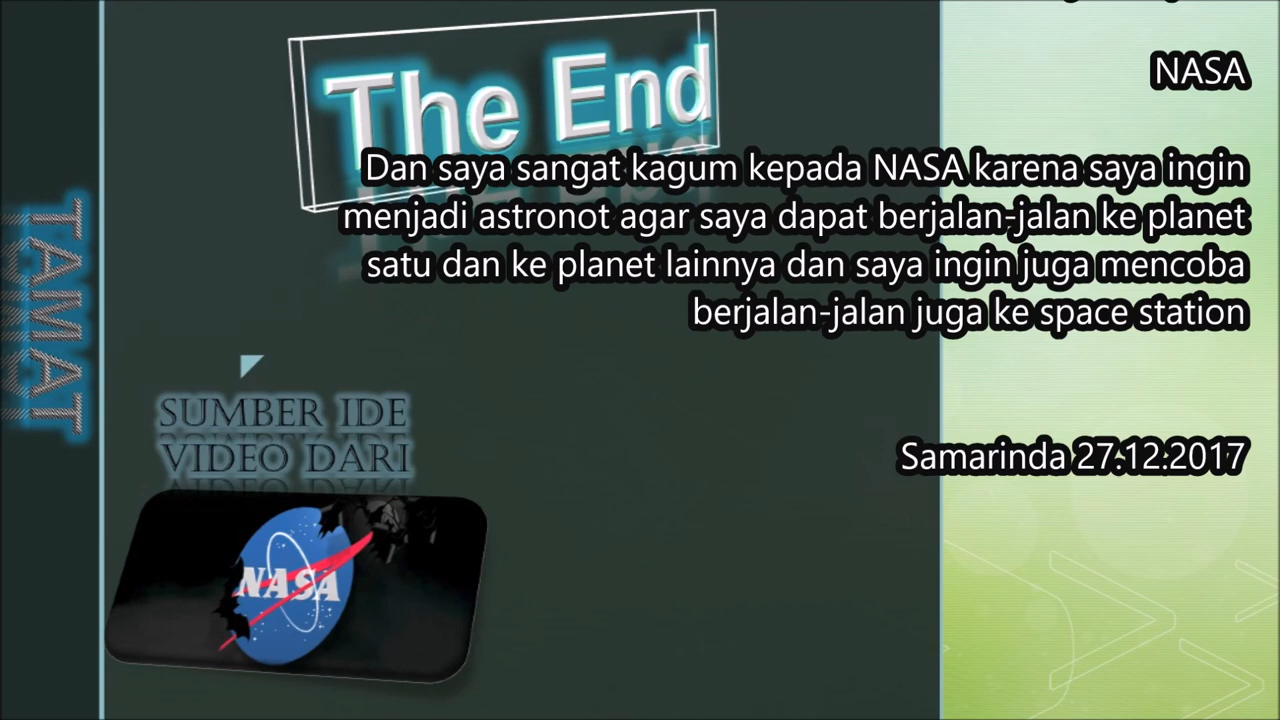 The End
NASA
Dan saya sangat kagum kepada NASA karena saya ingin
menjadi astronot agar saya dapat berjalan-jalan ke planet
satu dan ke planet lainnya dan saya ingin juga mencoba
berjalan-jalan juga ke space station
TAMAT
SUMBER IDE
VIDEO DARI
Samarinda 27.12.2017
NASA